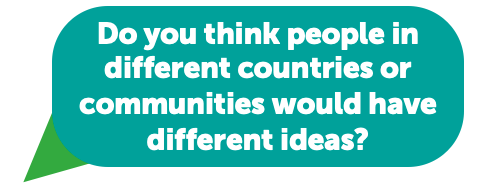 Do you think people in
different countries or
communities would have
different ideas?